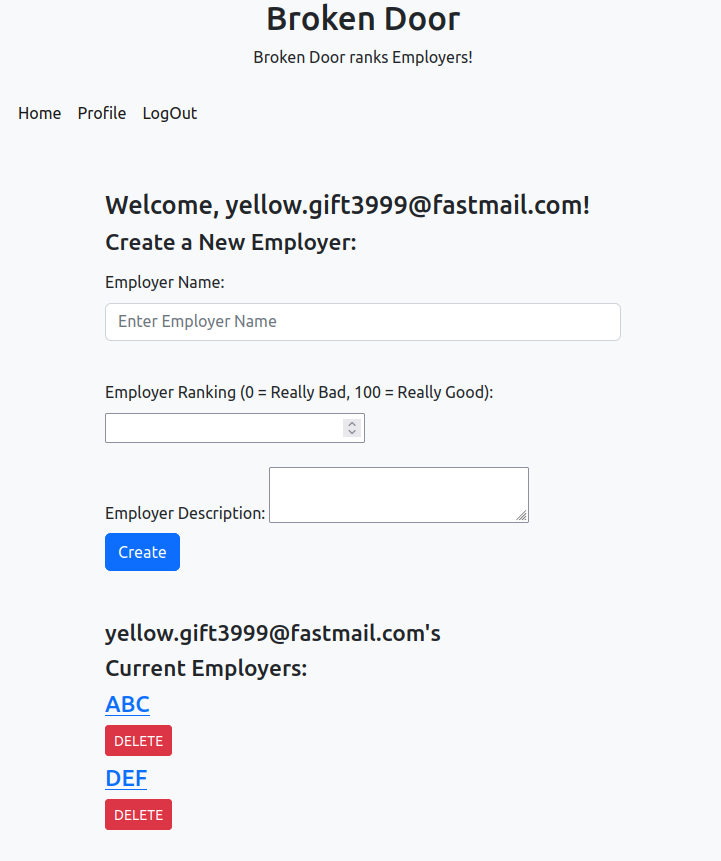 Broken Door
Broken Door ranks Employers!
Home Profile LogOut
Welcome, yellow.gift3999@fastmail.com!
Create a New Employer:
Employer Name:
Enter Employer Name
Employer Ranking (0 = Really Bad, 100 = Really Good):
Employer Description:
Create
yellow.gift3999@fastmail.com's
Current Employers:
ABC
DELETE
DEF
DELETE